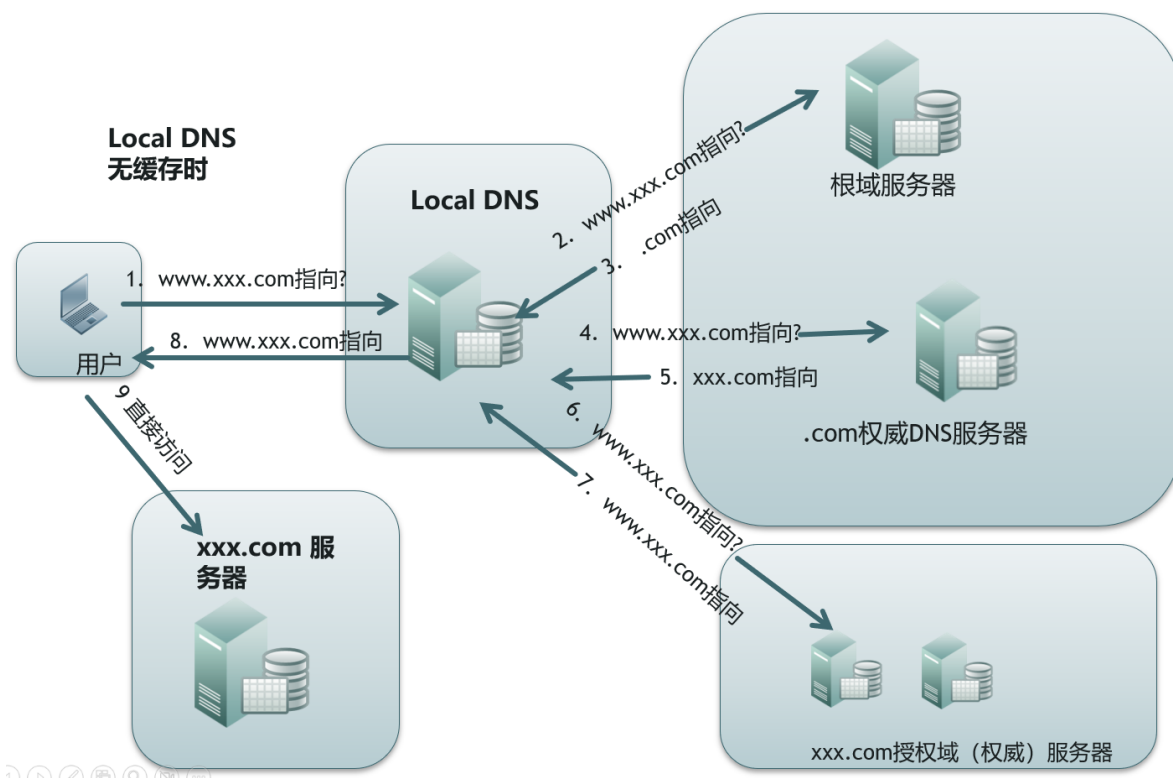 Local DNS
无缓存时
Local DNS
根域服务器
2. www.xxx.com指向?
3. .com指向
1. www.xxx.com指向?
8. www.xxx.com指向
用户
4. www.xxx.com指向?
5. xxx.com指向
.com权威DNS服务器
6. www.xxx.com指向?
7. www.xxx.com指向
9 直接访问
xxx.com 服
务器
xxx.com授权域（权威）服务器